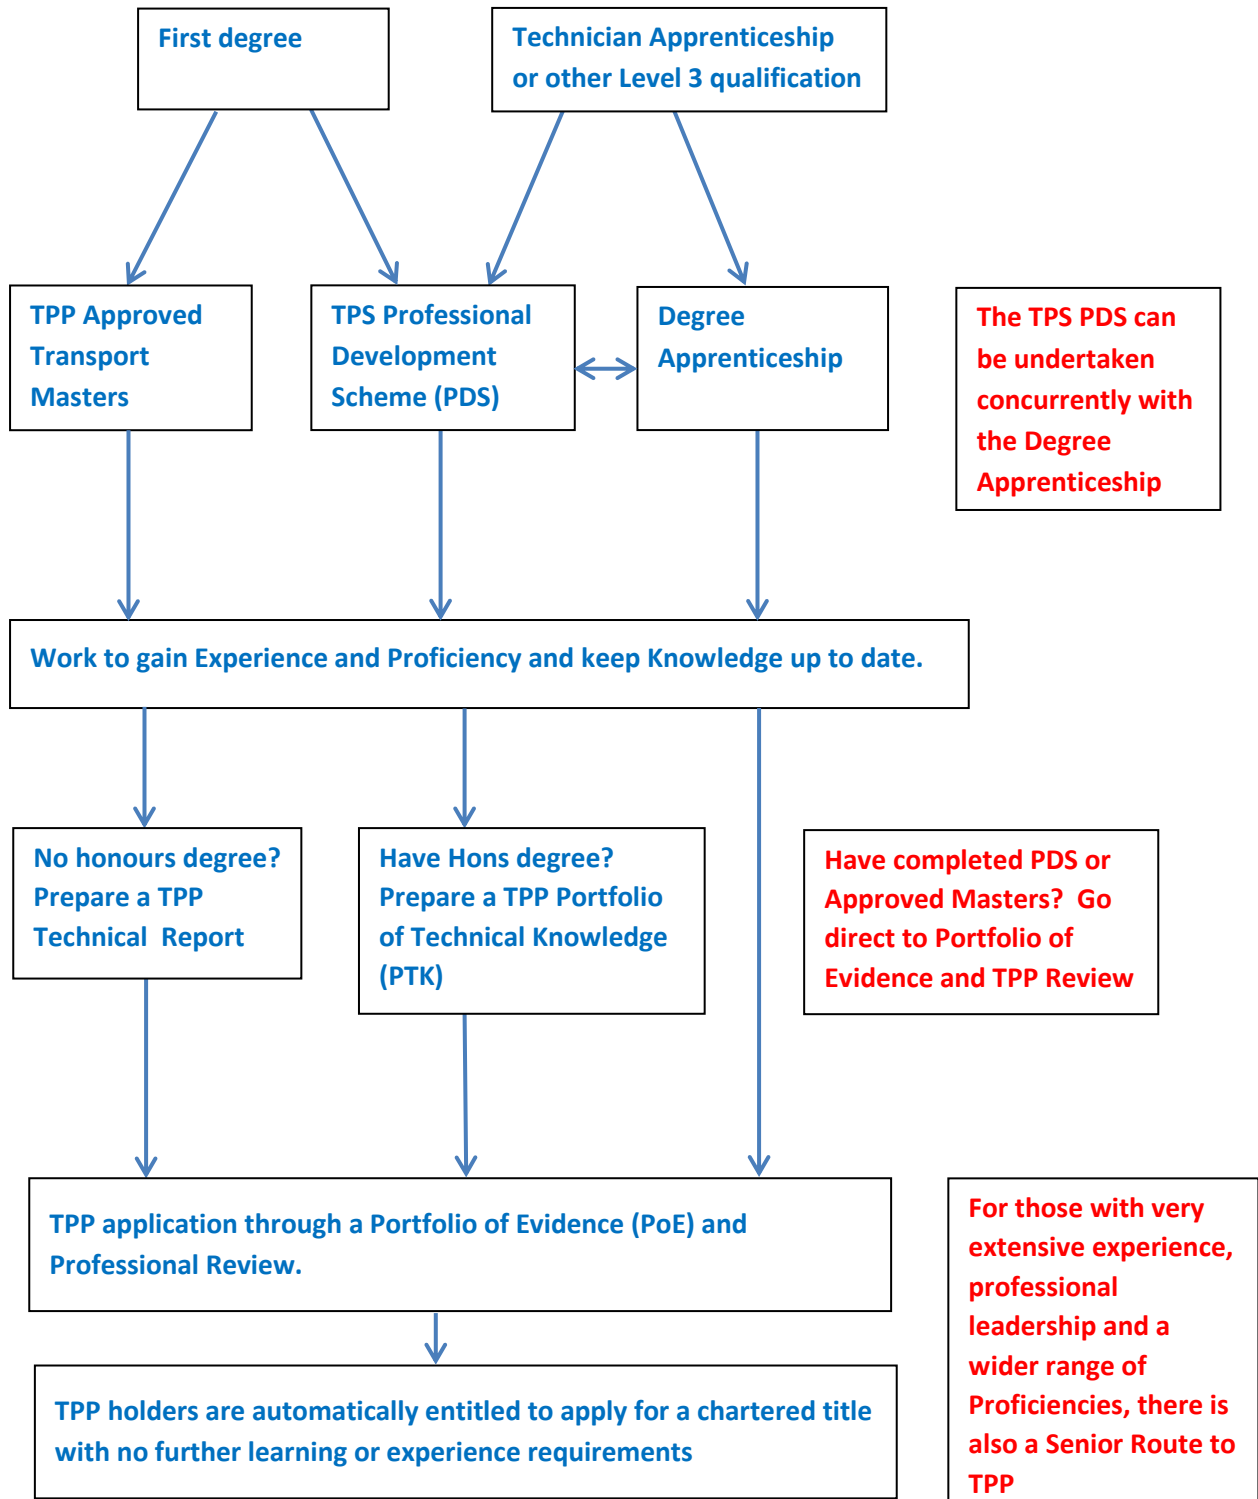 First degree
Technician Apprenticeship
or other Level 3 qualification
TPP Approved
Transport
Masters
TPS Professional
Development
Scheme (PDS)
Degree
Apprenticeship
The TPS PDS can
be undertaken
concurrently with
the Degree
Apprenticeship
Work to gain Experience and Proficiency and keep Knowledge up to date.
No honours degree?
Prepare a TPP
Technical  Report
Have Hons degree?
Prepare a TPP Portfolio
of Technical Knowledge
(PTK)
Have completed PDS or
Approved Masters?  Go
direct to Portfolio of
Evidence and TPP Review
TPP application through a Portfolio of Evidence (PoE) and
Professional Review.
For those with very
extensive experience,
professional
leadership and a
wider range of
Proficiencies, there is
also a Senior Route to
TPP
TPP holders are automatically entitled to apply for a chartered title
with no further learning or experience requirements